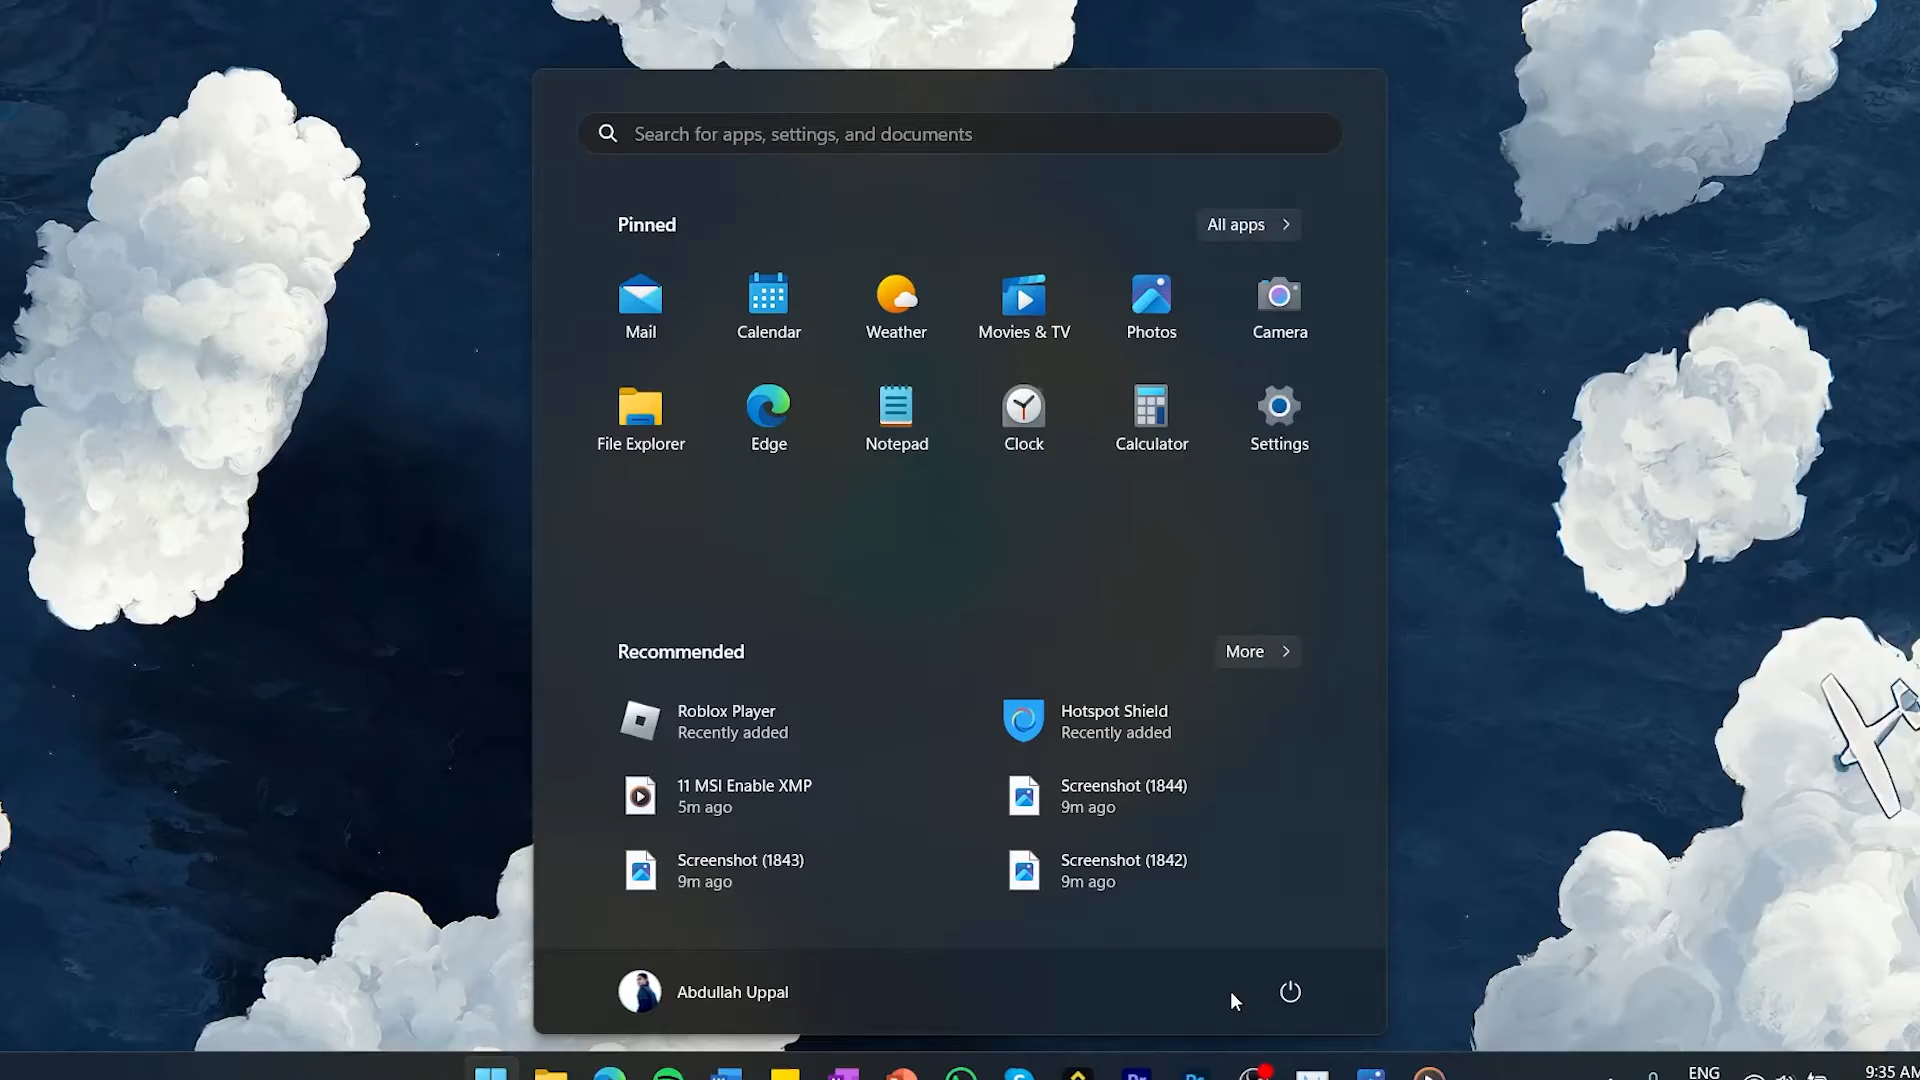 Search for apps, settings, and documents
Pinned
All apps
Mail
Calendar
Weather
Movies & TV
Photos
Camera
File Explorer
Edge
Notepad
Clock
Calculator
Settings
Recommended
More
Roblox Player
Recently added
Hotspot Shield
Recently added
11 MSI Enable XMP
5m ago
Screenshot (1844)
9m ago
Screenshot (1843)
9m ago
Screenshot (1842)
9m ago
Abdullah Uppal
ENG
9:35 AM